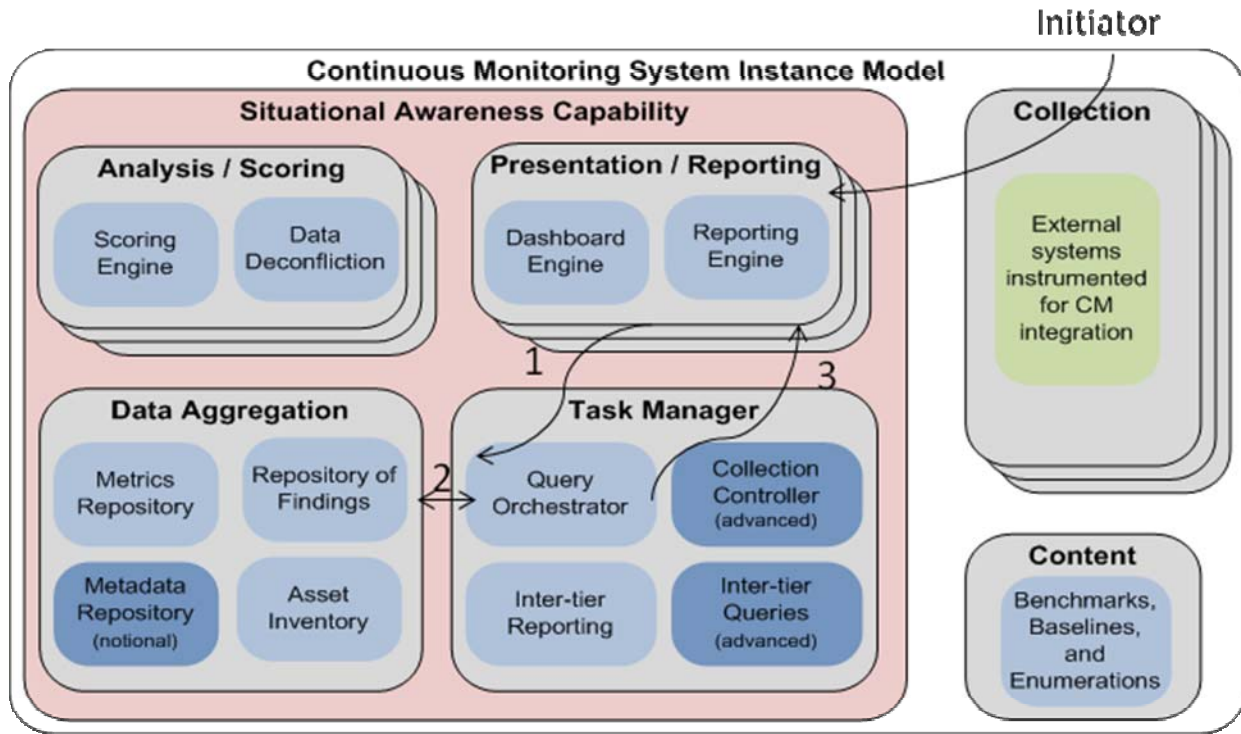 Initiator
Continuous Monitoring System Instance Model
Situational Awareness Capability
Analysis / Scoring
Scoring
Engine
Data
Deconfliction
Presentation / Reporting
Dashboard
Engine
Reporting
Engine
Collection
External
systems
instrumented
for CM
integration
1
3
Data Aggregation
Metrics
Repository
Repository of
Findings
Metadata
Repository
(notional)
Asset
Inventory
2
Task Manager
Query
Orchestrator
Collection
Controller
(advanced)
Inter-tier
Reporting
Inter-tier
Queries
(advanced)
Content
Benchmarks,
Baselines,
and
Enumerations